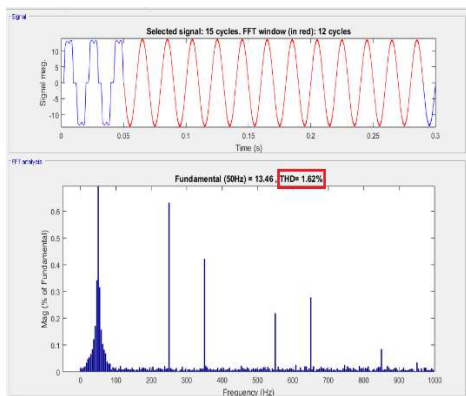 Signal
Selected signal: 15 cycles. FFT window (in red): 12 cycles
Signal mag.
10
5
0
-5
-10
0 0.05 0.1 0.15 0.2 0.25 0.3
Time (s)
FFT analysis
Fundamental (50Hz) = 13.46 , THD= 1.62%
Mag (% of Fundamental)
0.6
0.5
0.4
0.3
0.2
0.1
0
0 100 200 300 400 500 600 700 800 900 1000
Frequency (Hz)